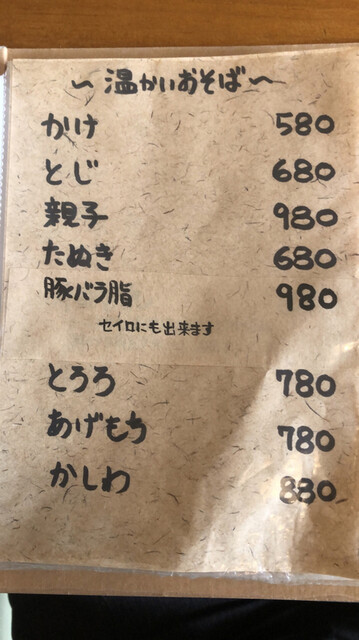 ～温かいおそば～
かけ 580
とじ 680
親子 980
たぬき 680
豚バラ脂 980
セイロにも出来ます
とうろ 780
あげもち 780
かしわ 880